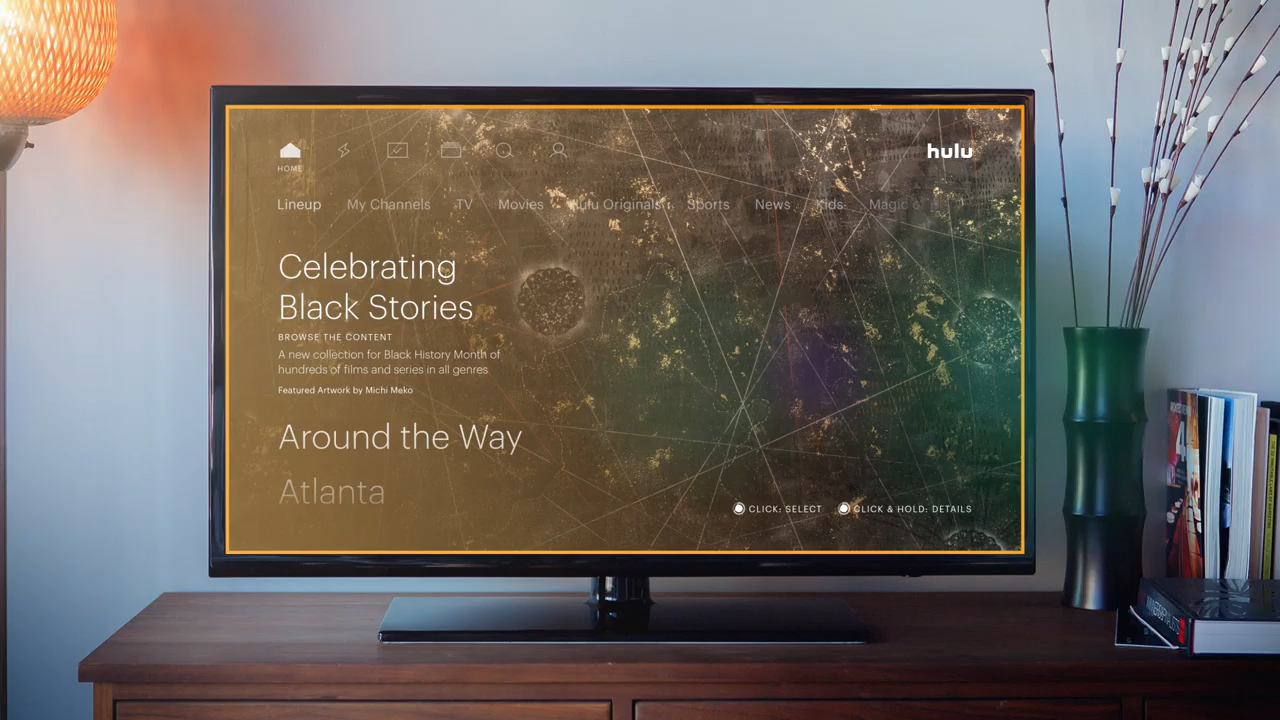 HOME
hulu
Lineup My Channels TV Movies Hulu Originals Sports News Kids Magic
Celebrating
Black Stories
BROWSE THE CONTENT
A new collection for Black History Month of
hundreds of films and series in all genres
Featured Artwork by Michi Meko
Around the Way
Atlanta
CLICK: SELECT CLICK & HOLD: DETAILS